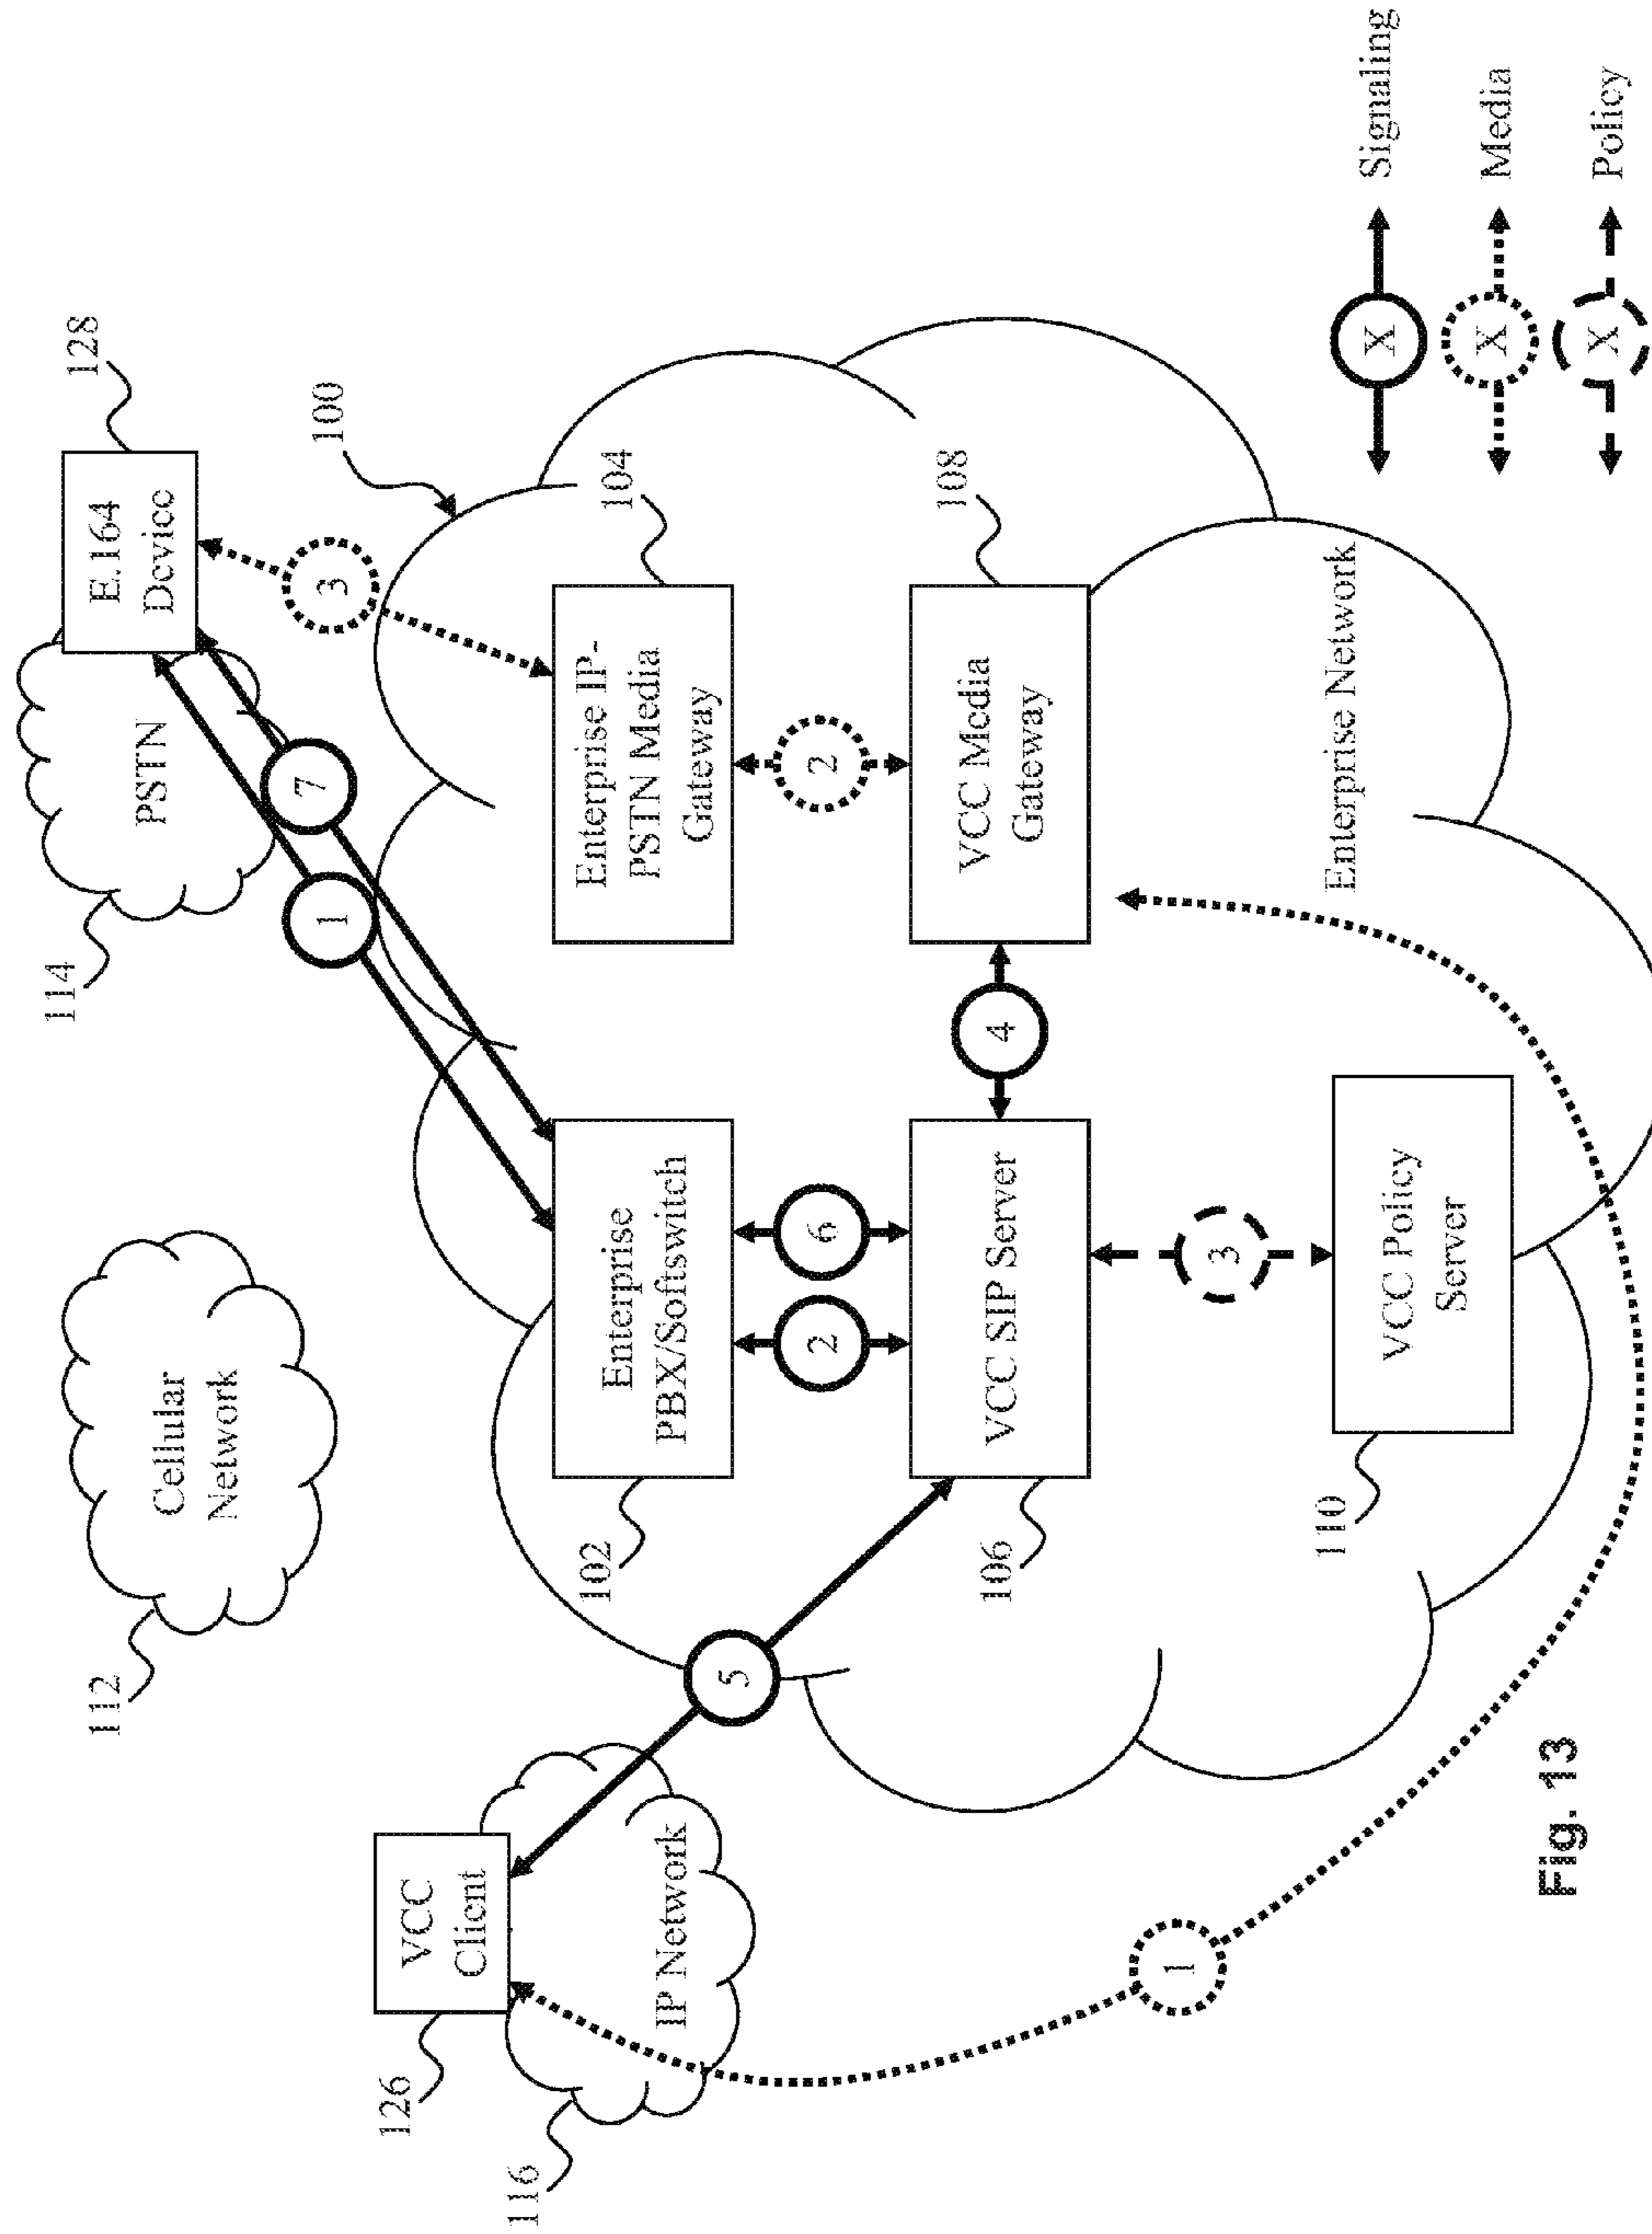 112
Cellular
Network
114
PSTN
E.164
Device
128
116
IP Network
126
VCC
Client
1
7
3
100
102
Enterprise
PBX/Softswitch
Enterprise IP-
PSTN Media
Gateway
104
5
2
6
2
106
VCC SIP Server
4
VCC Media
Gateway
108
3
110
VCC Policy
Server
Enterprise Network
1
X
Signaling
X
Media
X
Policy
Fig. 13